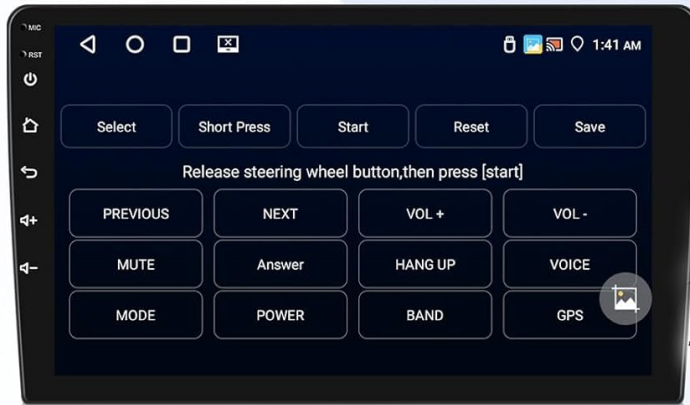 MIC
RST
1:41 AM
Select Short Press Start Reset Save
Release steering wheel button,then press [start]
PREVIOUS NEXT VOL + VOL -
MUTE Answer HANG UP VOICE
MODE POWER BAND GPS